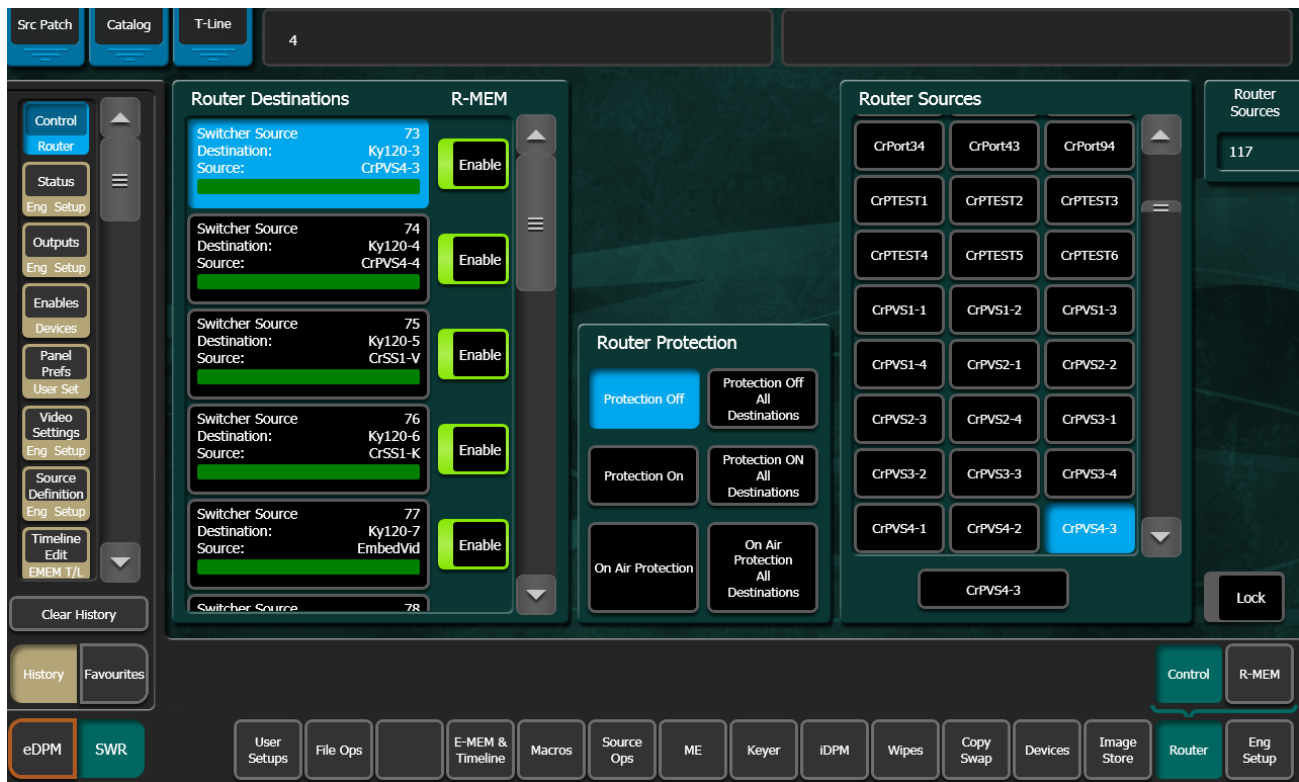 Src Patch
Catalog
T-Line
4
Control
Router
Status
Eng Setup
Outputs
Eng Setup
Enables
Devices
Panel
Prefs
User Set
Video
Settings
Eng Setup
Source
Definition
Eng Setup
Timeline
Edit
EMEM T/L
Clear History
History
Favourites
Router Destinations
R-MEM
Switcher Source 73
Destination: Ky120-3
Source: CrPVS4-3
Enable
Switcher Source 74
Destination: Ky120-4
Source: CrPVS4-4
Enable
Switcher Source 75
Destination: Ky120-5
Source: CrSS1-V
Enable
Switcher Source 76
Destination: Ky120-6
Source: CrSS1-K
Enable
Switcher Source 77
Destination: Ky120-7
Source: EmbedVid
Enable
Switcher Source 78
Router Protection
Protection Off
Protection Off
All
Destinations
Protection On
Protection ON
All
Destinations
On Air Protection
On Air
Protection
All
Destinations
Router Sources
CrPort34 CrPort43 CrPort94
CrPTEST1 CrPTEST2 CrPTEST3
CrPTEST4 CrPTEST5 CrPTEST6
CrPVS1-1 CrPVS1-2 CrPVS1-3
CrPVS1-4 CrPVS2-1 CrPVS2-2
CrPVS2-3 CrPVS2-4 CrPVS3-1
CrPVS3-2 CrPVS3-3 CrPVS3-4
CrPVS4-1 CrPVS4-2 CrPVS4-3
CrPVS4-3
Router
Sources
117
Lock
Control
R-MEM
eDPM
SWR
User
Setups
File Ops
E-MEM &
Timeline
Macros
Source
Ops
ME
Keyer
iDPM
Wipes
Copy
Swap
Devices
Image
Store
Router
Eng
Setup